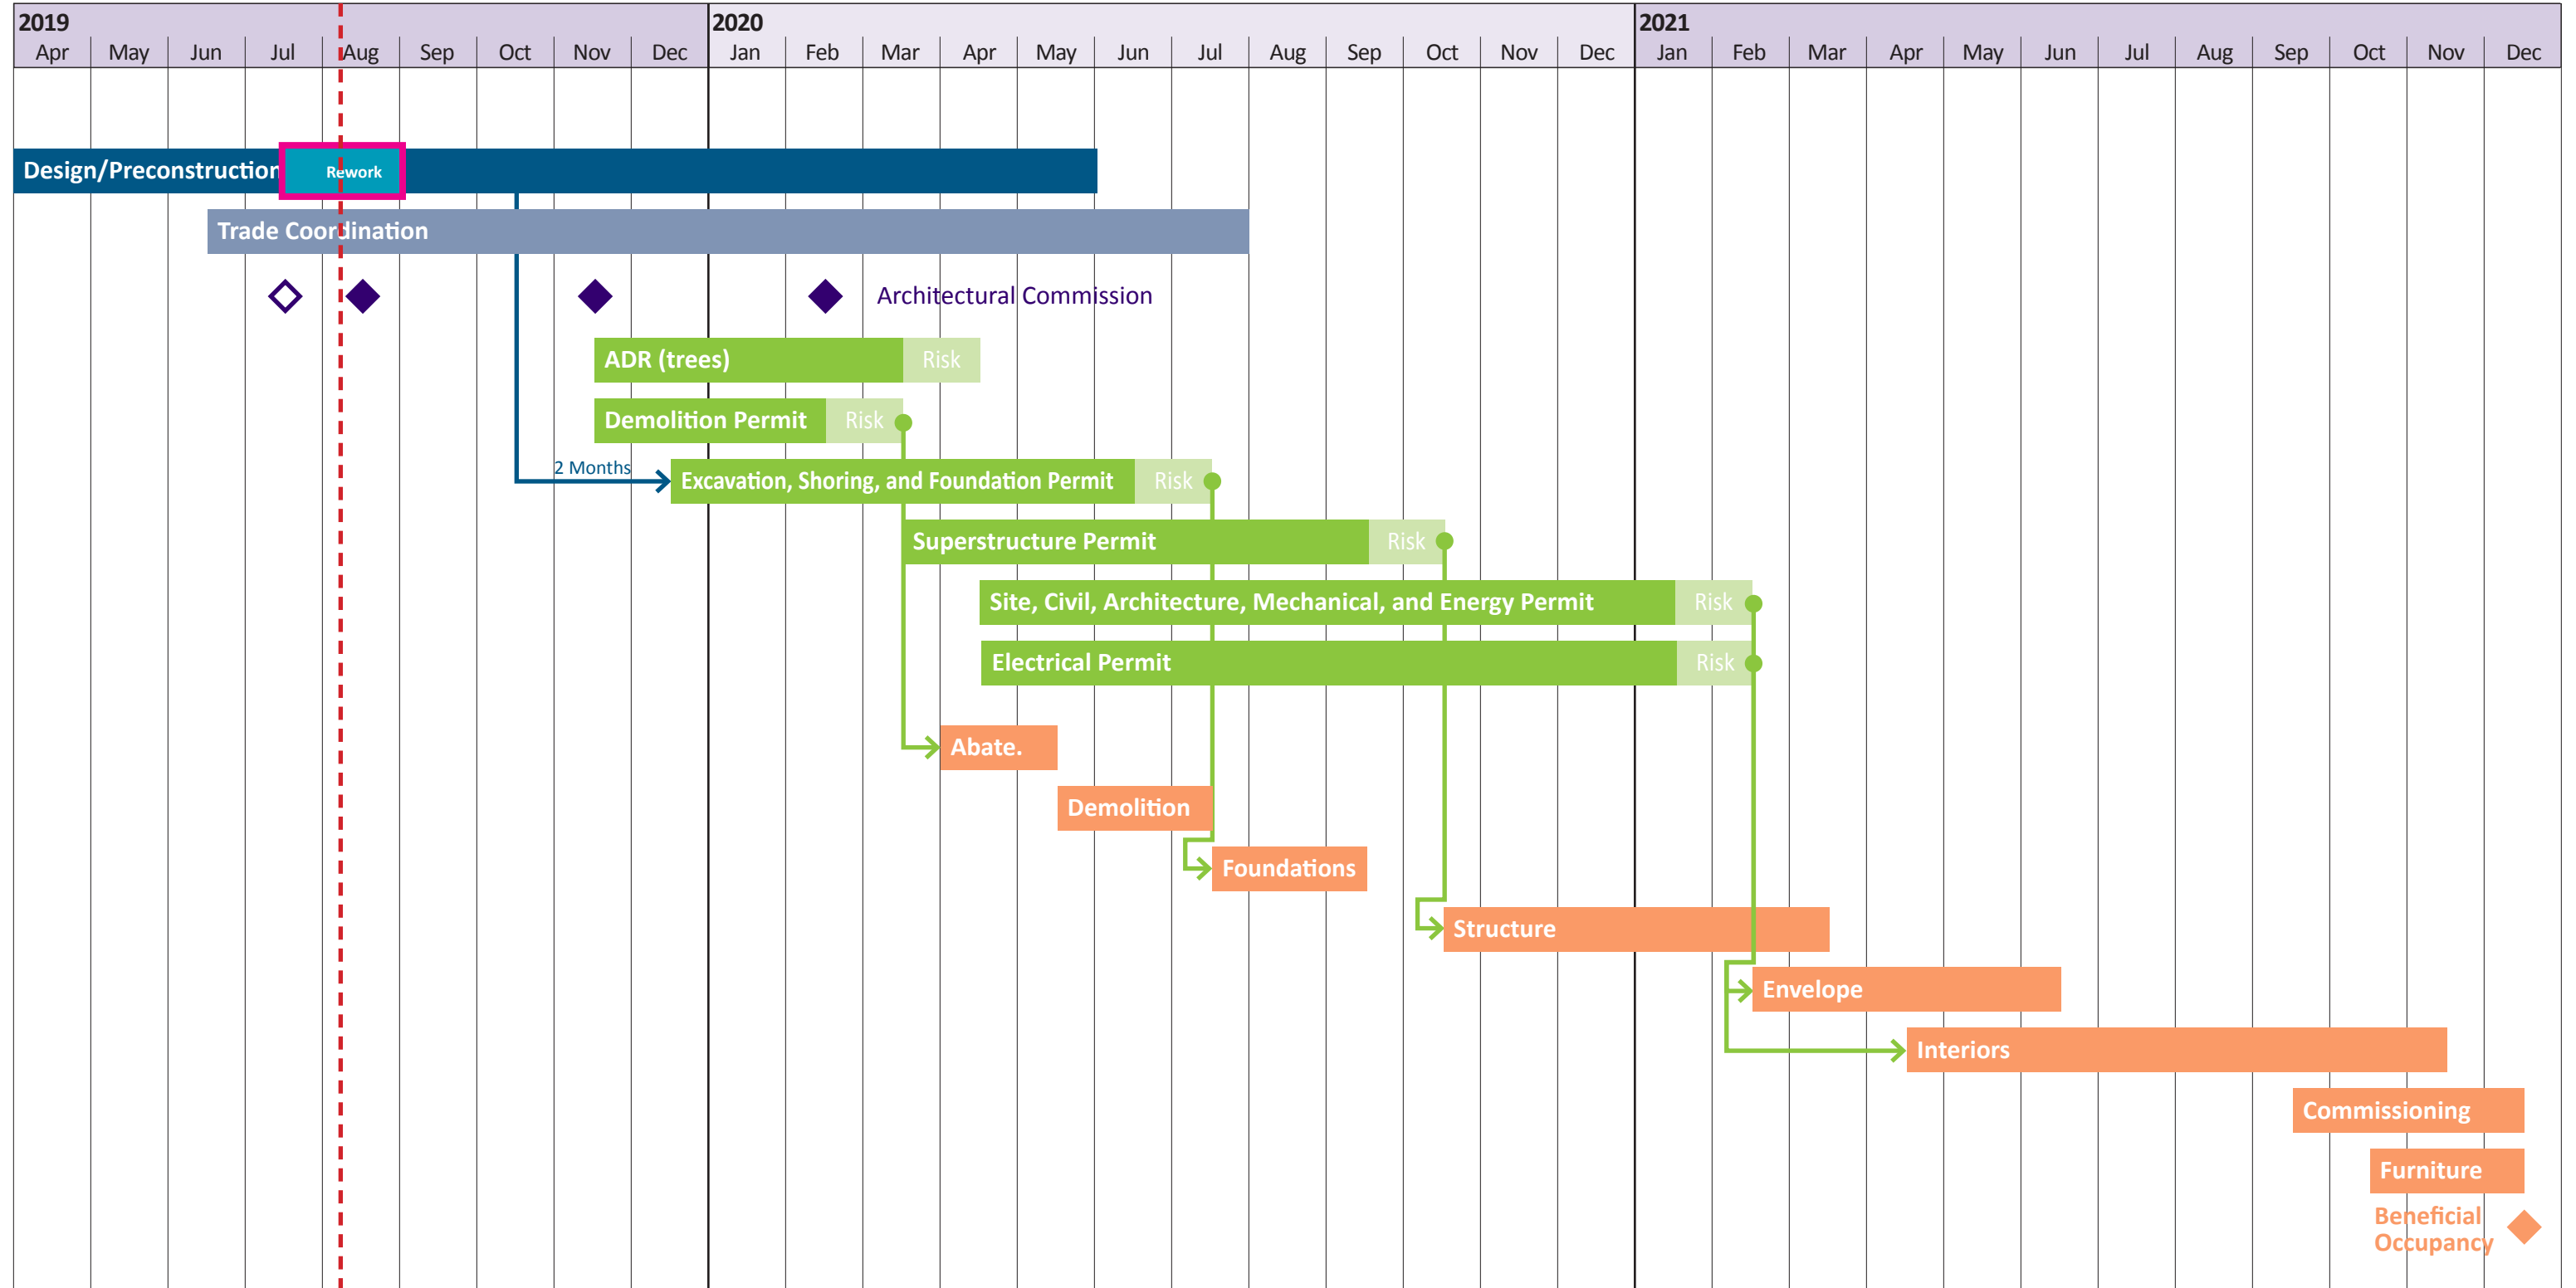 2019 2020 2021
Apr May Jun Jul Aug Sep Oct Nov Dec Jan Feb Mar Apr May Jun Jul Aug Sep Oct Nov Dec Jan Feb Mar Apr May Jun Jul Aug Sep Oct Nov Dec
Design/Preconstruction Rework
Trade Coordination
Architectural Commission
ADR (trees) Risk
Demolition Permit Risk
2 Months Excavation, Shoring, and Foundation Permit Risk
Superstructure Permit Risk
Site, Civil, Architecture, Mechanical, and Energy Permit Risk
Electrical Permit Risk
Abate.
Demolition
Foundations
Structure
Envelope
Interiors
Commissioning
Furniture
Beneficial
Occupancy